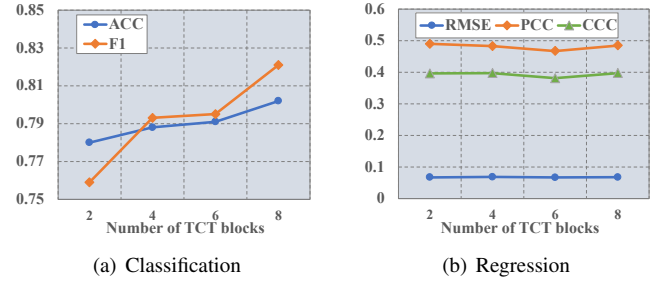 0.85
0.83
0.81
0.79
0.77
0.75
ACC
F1
2 4 6 8
Number of TCT blocks
(a) Classification
0.6
0.5
0.4
0.3
0.2
0.1
0
RMSE PCC CCC
2 4 6 8
Number of TCT blocks
(b) Regression